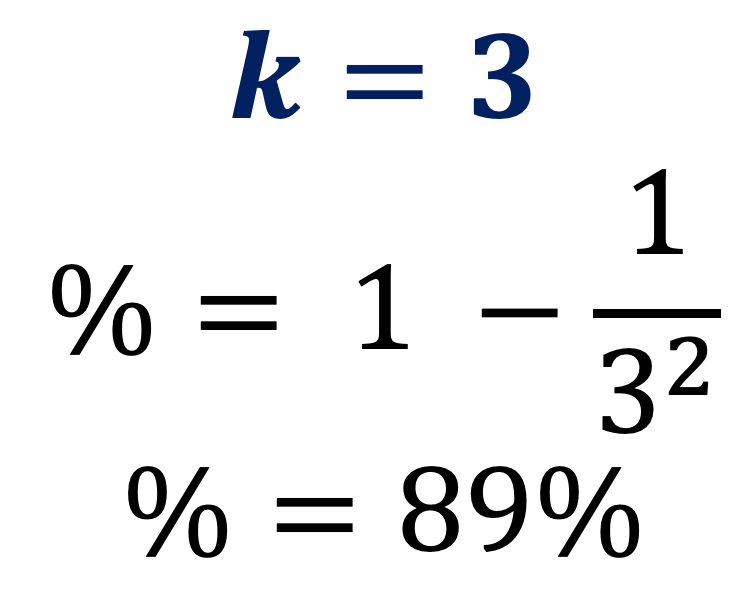 k = 3
% = 1 − 1/3²
% = 89%